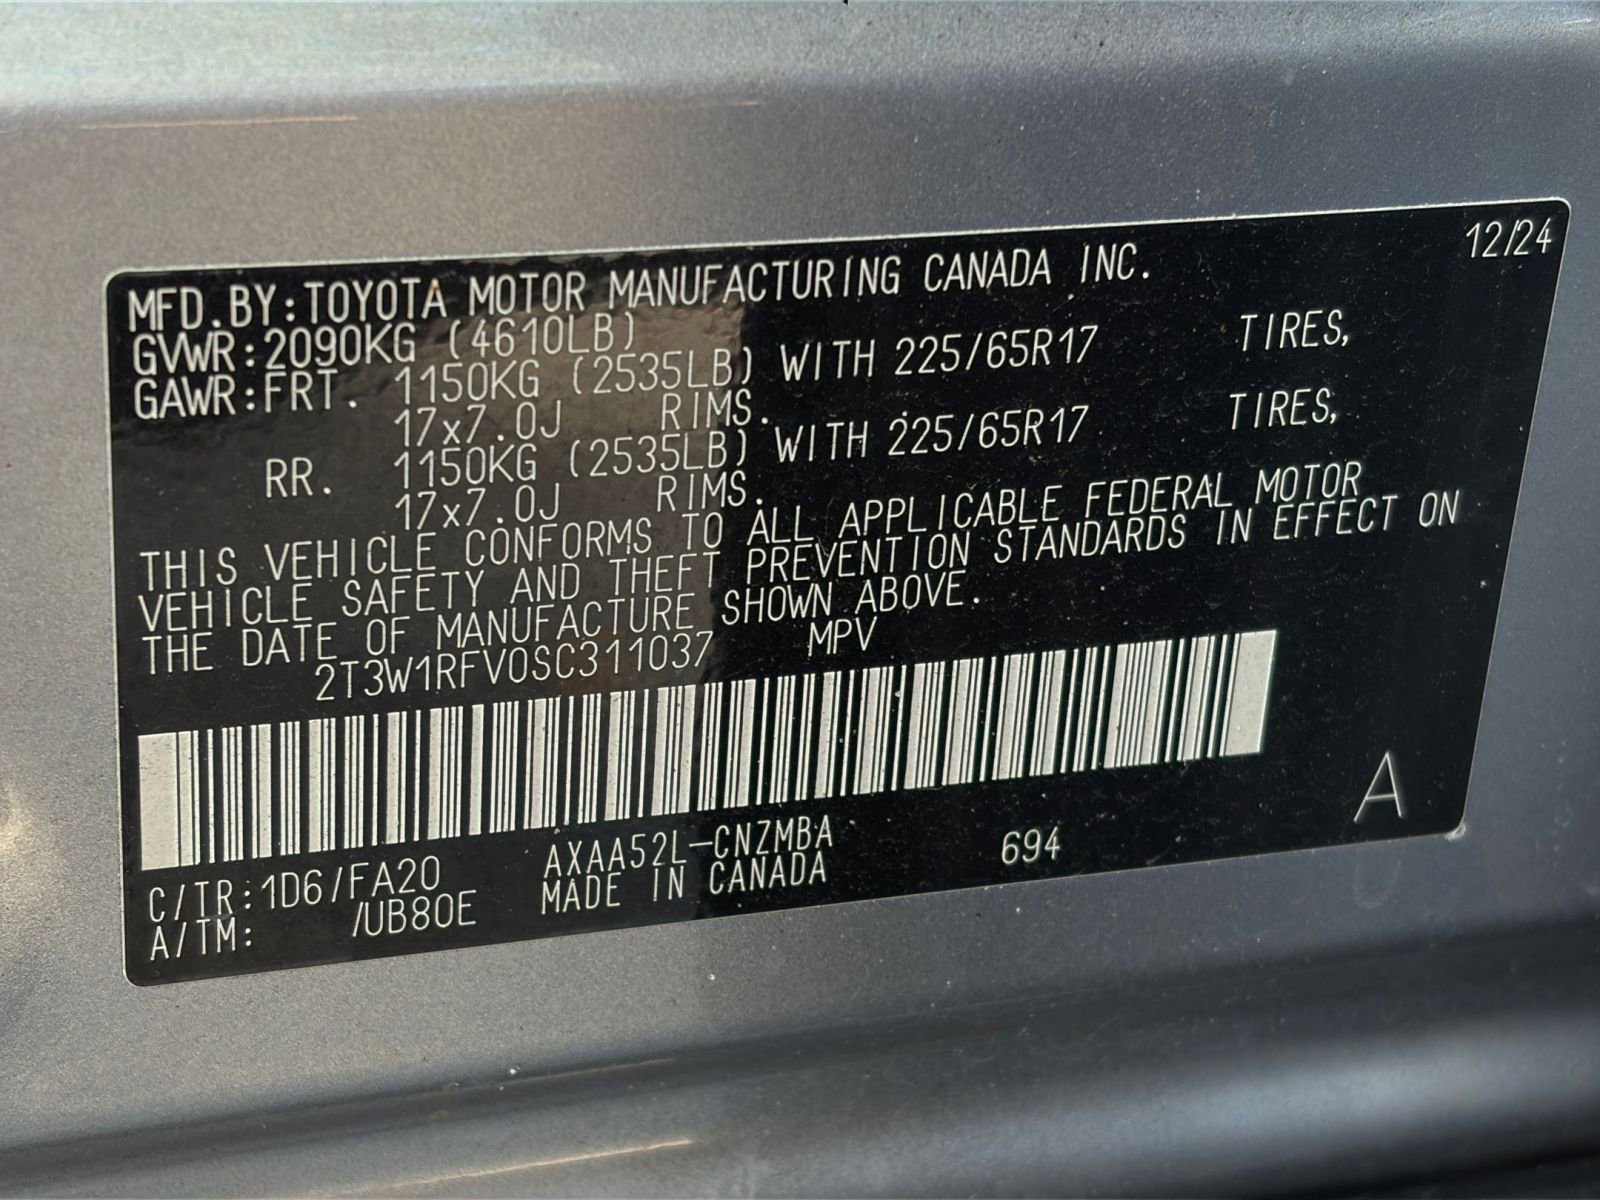 12/24
MFD.BY:TOYOTA MOTOR MANUFACTURING CANADA INC.
GVWR:2090KG (4610LB)
GAWR:FRT. 1150KG (2535LB) WITH 225/65R17 TIRES,
17x7.0J RIMS.
RR. 1150KG (2535LB) WITH 225/65R17 TIRES,
17x7.0J RIMS.
THIS VEHICLE CONFORMS TO ALL APPLICABLE FEDERAL MOTOR
VEHICLE SAFETY AND THEFT PREVENTION STANDARDS IN EFFECT ON
THE DATE OF MANUFACTURE SHOWN ABOVE.
2T3W1RFV0SC311037 MPV
C/TR:1D6/FA20 AXAA52L-CNZMBA 694 A
A/TM: /UB80E MADE IN CANADA